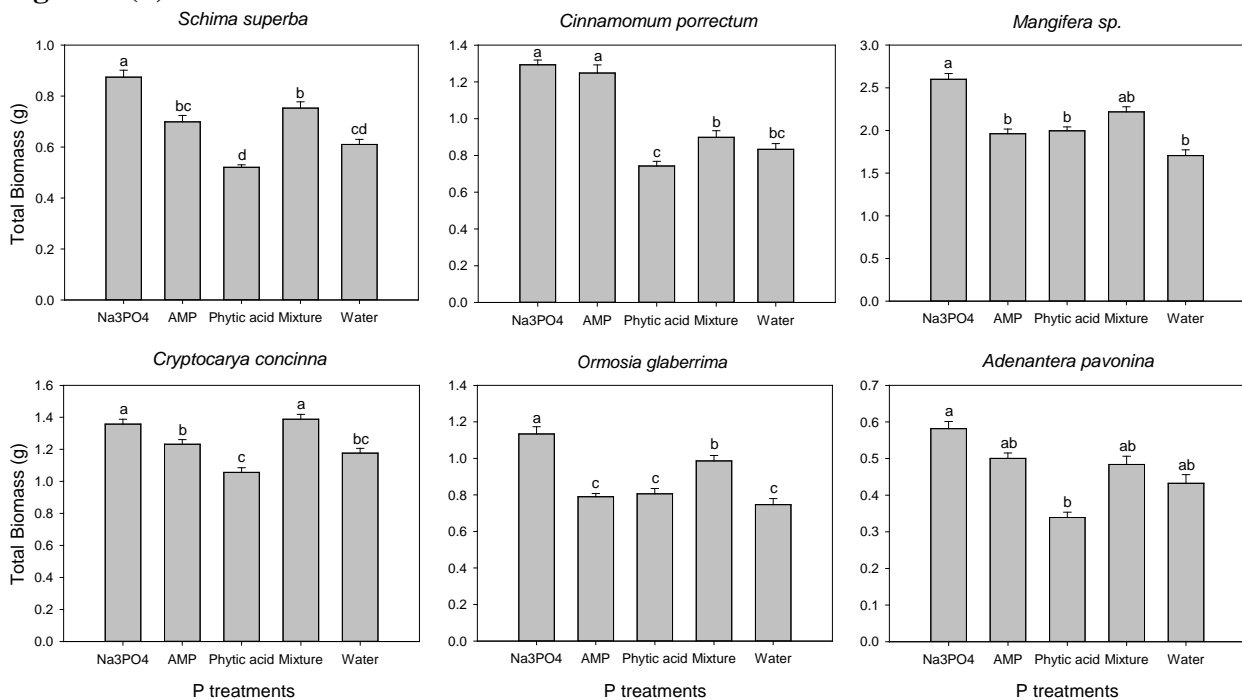 Schima superba
1.0
0.8
0.6
0.4
0.2
0.0
Total Biomass (g)
a
bc
d
b
cd
Na3PO4 AMP Phytic acid Mixture Water
Cinnamomum porrectum
1.4
1.2
1.0
0.8
0.6
0.4
0.2
0.0
a
a
c
b
bc
Na3PO4 AMP Phytic acid Mixture Water
Mangifera sp.
3.0
2.5
2.0
1.5
1.0
0.5
0.0
a
b
b
ab
b
Na3PO4 AMP Phytic acid Mixture Water
Cryptocarya concinna
1.6
1.4
1.2
1.0
0.8
0.6
0.4
0.2
0.0
Total Biomass (g)
a
b
c
a
bc
Na3PO4 AMP Phytic acid Mixture Water
P treatments
Ormosia glaberrima
1.4
1.2
1.0
0.8
0.6
0.4
0.2
0.0
a
c
c
b
c
Na3PO4 AMP Phytic acid Mixture Water
P treatments
Adenantera pavonina
0.7
0.6
0.5
0.4
0.3
0.2
0.1
0.0
a
ab
b
ab
ab
Na3PO4 AMP Phytic acid Mixture Water
P treatments